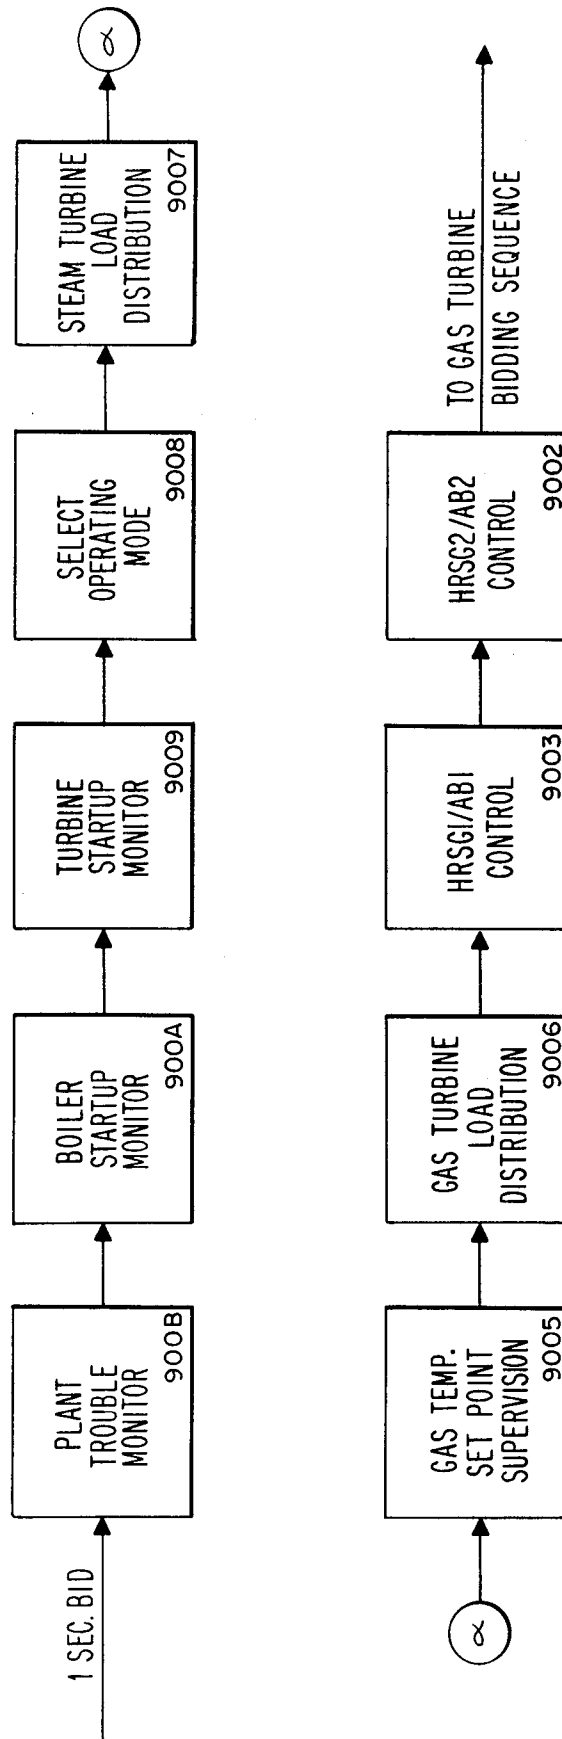 1 SEC. BID
PLANT
TROUBLE
MONITOR
900B
BOILER
STARTUP
MONITOR
900A
TURBINE
STARTUP
MONITOR
9009
SELECT
OPERATING
MODE
9008
STEAM TURBINE
LOAD
DISTRIBUTION
9007
α
α
GAS TEMP.
SET POINT
SUPERVISION
9005
GAS TURBINE
LOAD
DISTRIBUTION
9006
HRSG1/AB1
CONTROL
9003
HRSG2/AB2
CONTROL
9002
TO GAS TURBINE
BIDDING SEQUENCE